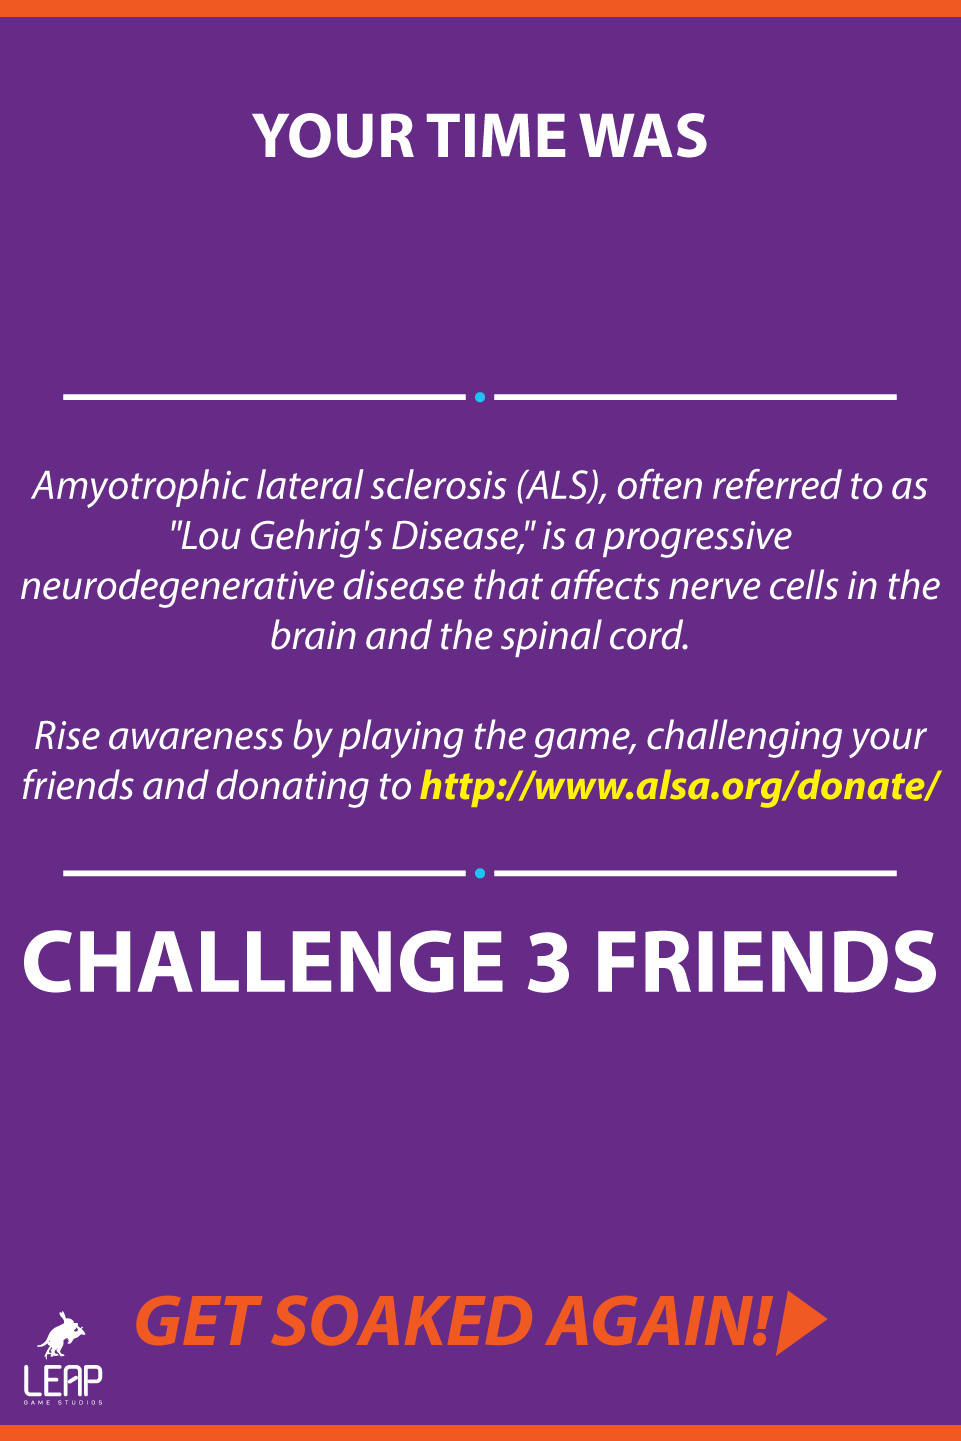 YOUR TIME WAS
Amyotrophic lateral sclerosis (ALS), often referred to as
"Lou Gehrig's Disease," is a progressive
neurodegenerative disease that affects nerve cells in the
brain and the spinal cord.
Rise awareness by playing the game, challenging your
friends and donating to http://www.alsa.org/donate/
CHALLENGE 3 FRIENDS
GET SOAKED AGAIN!
LEAP
GAME STUDIOS